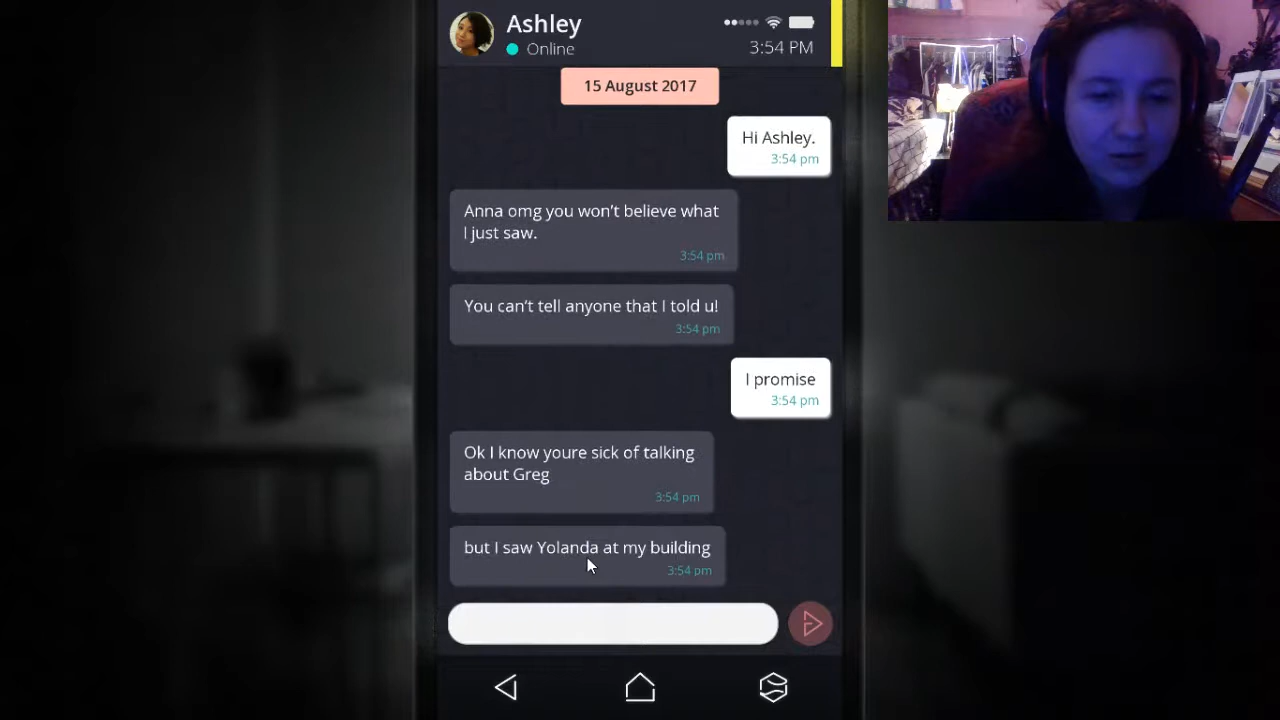 Ashley
Online
3:54 PM
15 August 2017
Hi Ashley.
3:54 pm
Anna omg you won't believe what
I just saw.
3:54 pm
You can't tell anyone that I told u!
3:54 pm
I promise
3:54 pm
Ok I know youre sick of talking
about Greg
3:54 pm
but I saw Yolanda at my building
3:54 pm